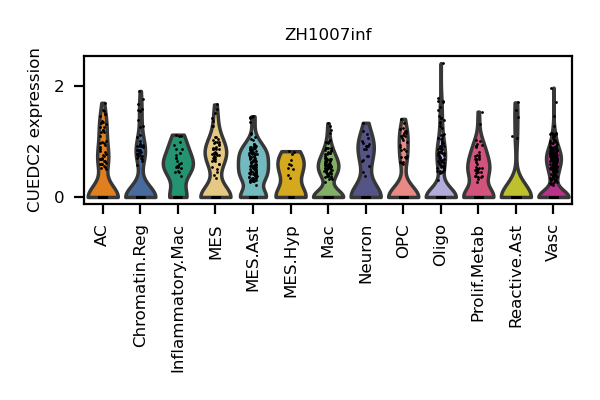 ZH1007inf
CUEDC2 expression
2
0
AC
Chromatin.Reg
Inflammatory.Mac
MES
MES.Ast
MES.Hyp
Mac
Neuron
OPC
Oligo
Prolif.Metab
Reactive.Ast
Vasc